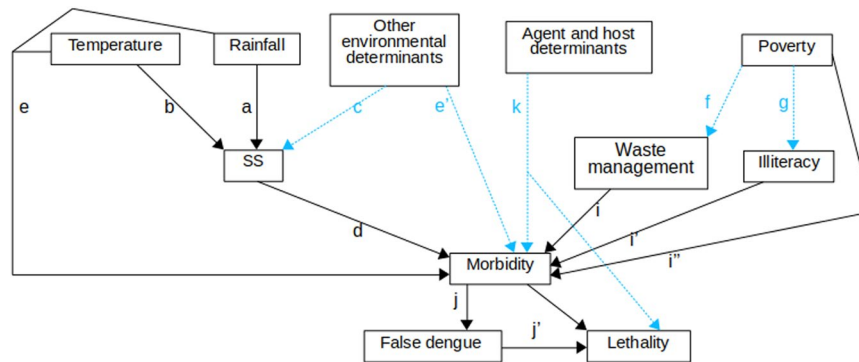 Temperature
Rainfall
Other
environmental
determinants
Agent and host
determinants
Poverty
e
b
a
c
e'
k
f
g
SS
Waste
management
Illiteracy
d
i
i'
i"
Morbidity
j
j'
False dengue
Lethality